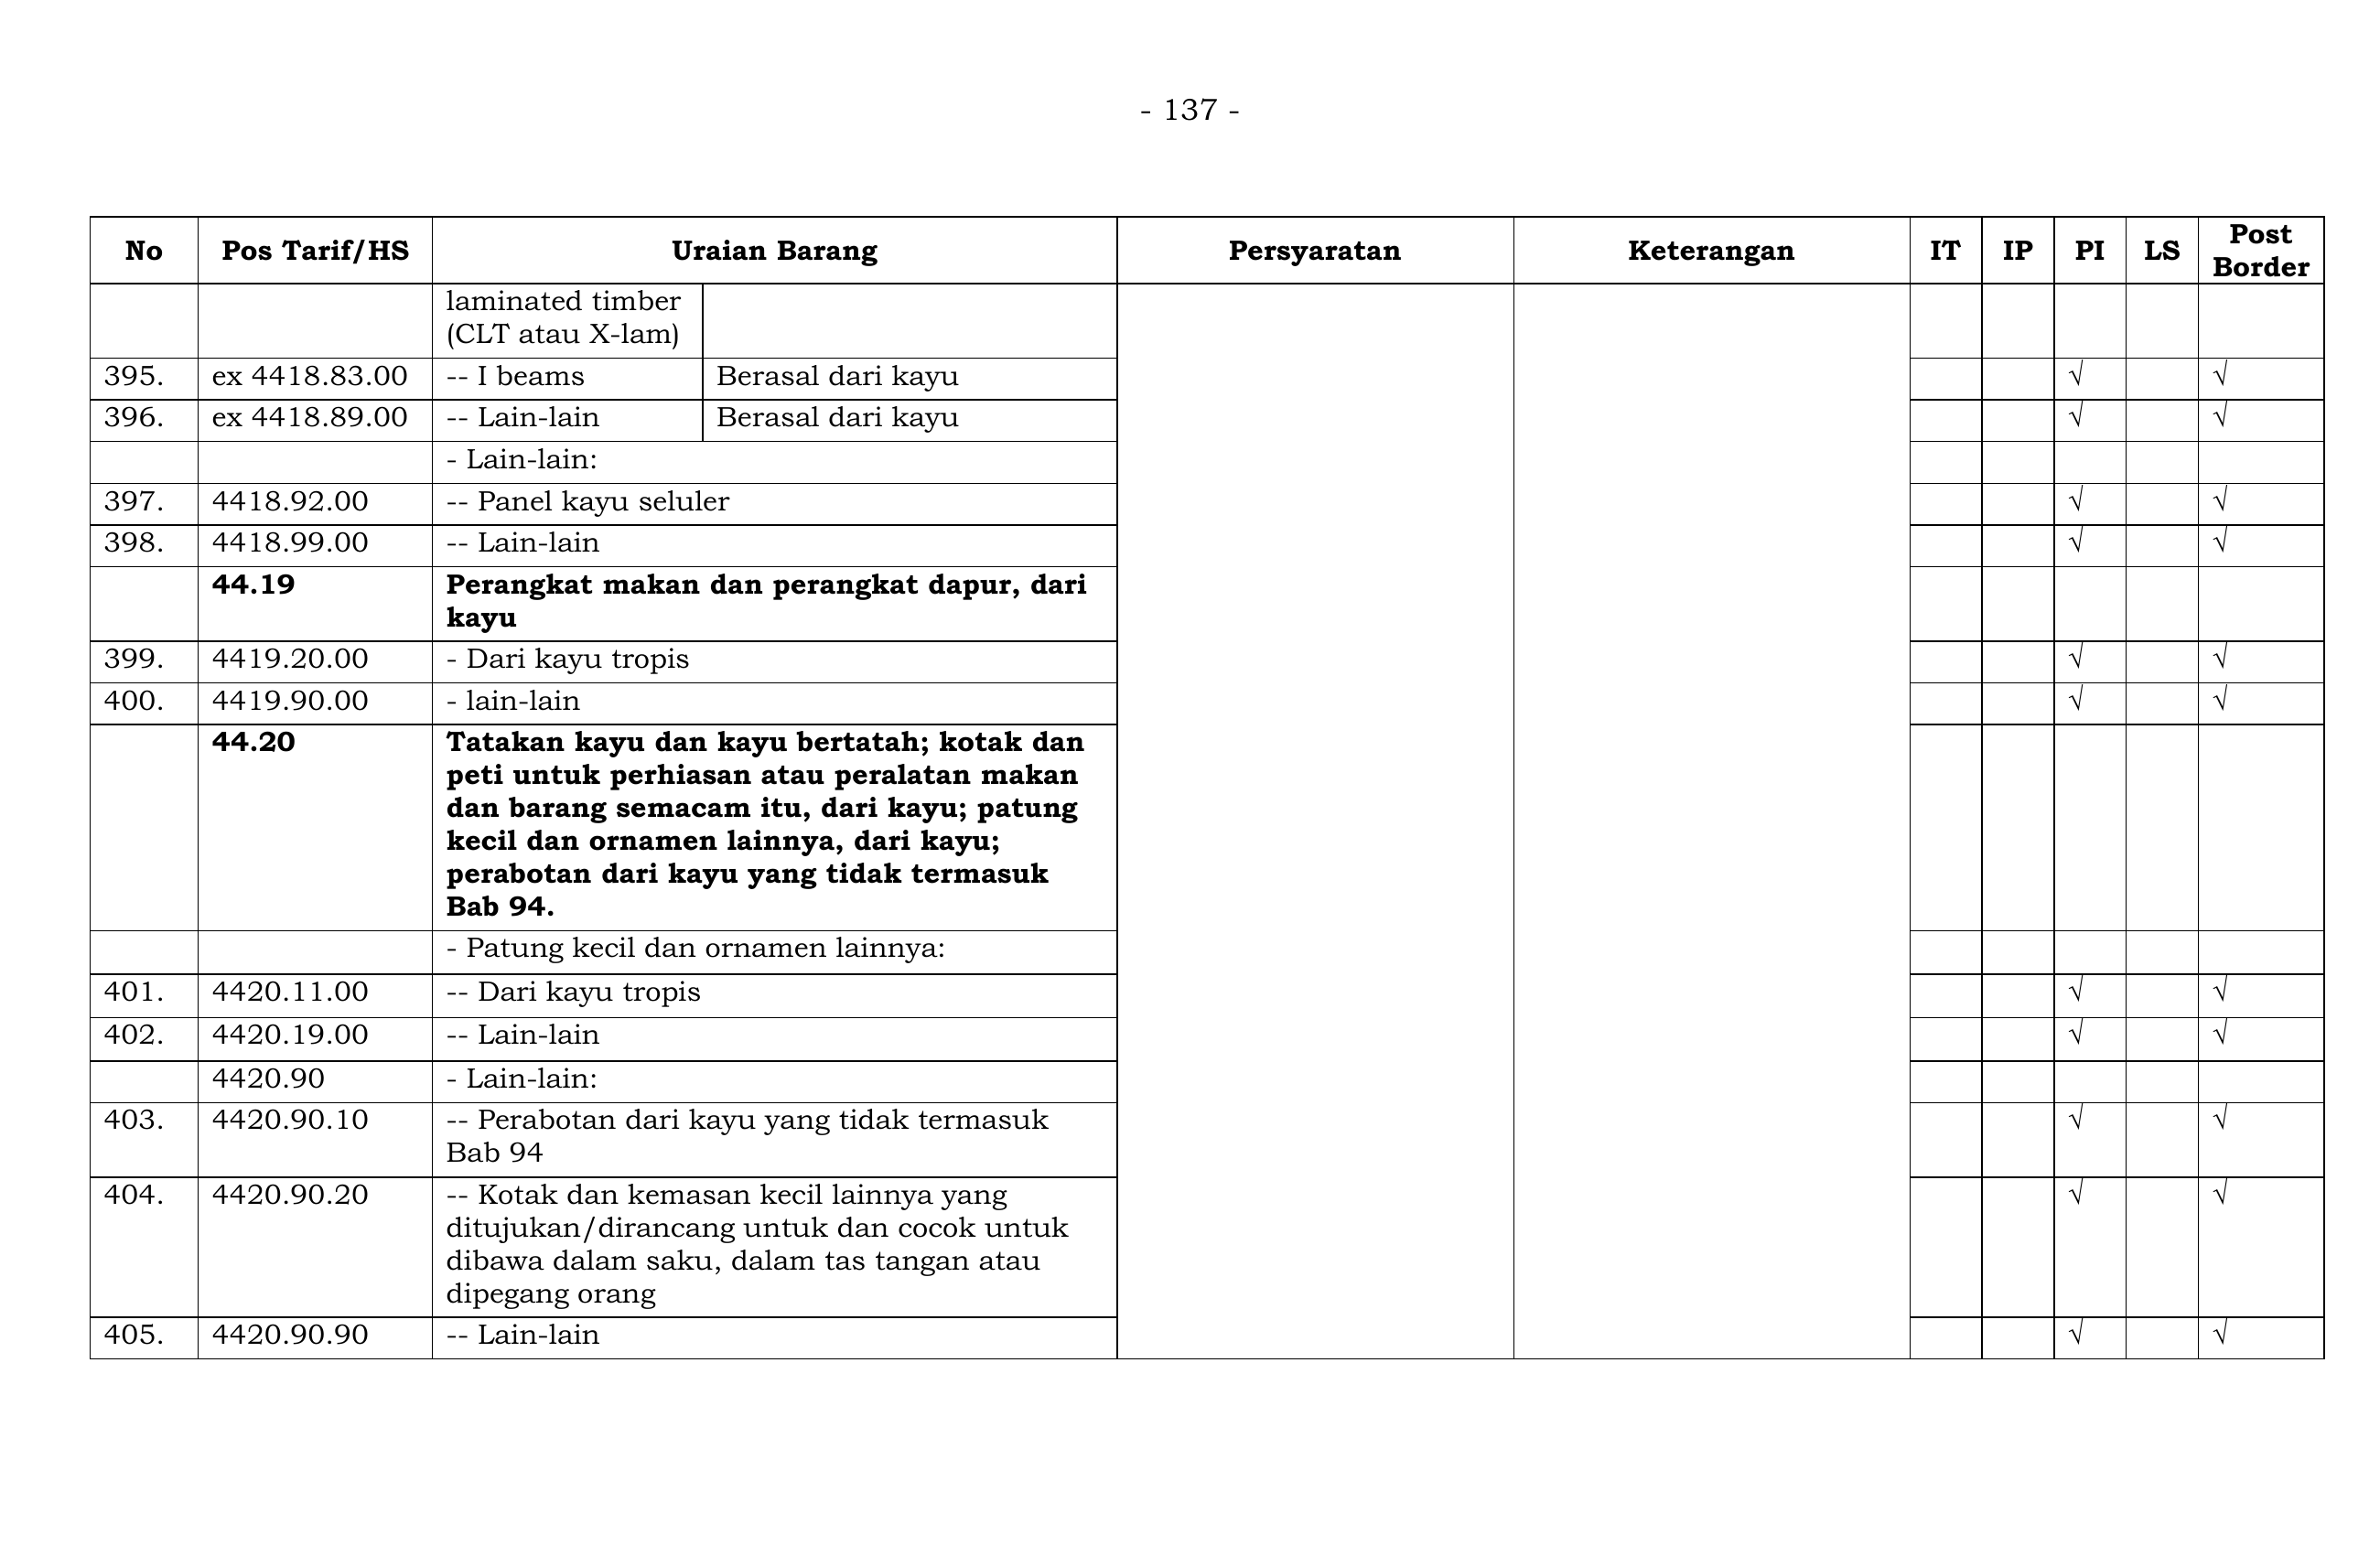 - 137 -
No Pos Tarif/HS Uraian Barang Persyaratan Keterangan IT IP PI LS Post Border
laminated timber
(CLT atau X-lam)
395. ex 4418.83.00 -- I beams Berasal dari kayu √ √
396. ex 4418.89.00 -- Lain-lain Berasal dari kayu √ √
- Lain-lain:
397. 4418.92.00 -- Panel kayu seluler √ √
398. 4418.99.00 -- Lain-lain √ √
44.19 Perangkat makan dan perangkat dapur, dari
kayu
399. 4419.20.00 - Dari kayu tropis √ √
400. 4419.90.00 - lain-lain √ √
44.20 Tatakan kayu dan kayu bertatah; kotak dan
peti untuk perhiasan atau peralatan makan
dan barang semacam itu, dari kayu; patung
kecil dan ornamen lainnya, dari kayu;
perabotan dari kayu yang tidak termasuk
Bab 94.
- Patung kecil dan ornamen lainnya:
401. 4420.11.00 -- Dari kayu tropis √ √
402. 4420.19.00 -- Lain-lain √ √
4420.90 - Lain-lain:
403. 4420.90.10 -- Perabotan dari kayu yang tidak termasuk √ √
Bab 94
404. 4420.90.20 -- Kotak dan kemasan kecil lainnya yang √ √
ditujukan/dirancang untuk dan cocok untuk
dibawa dalam saku, dalam tas tangan atau
dipegang orang
405. 4420.90.90 -- Lain-lain √ √